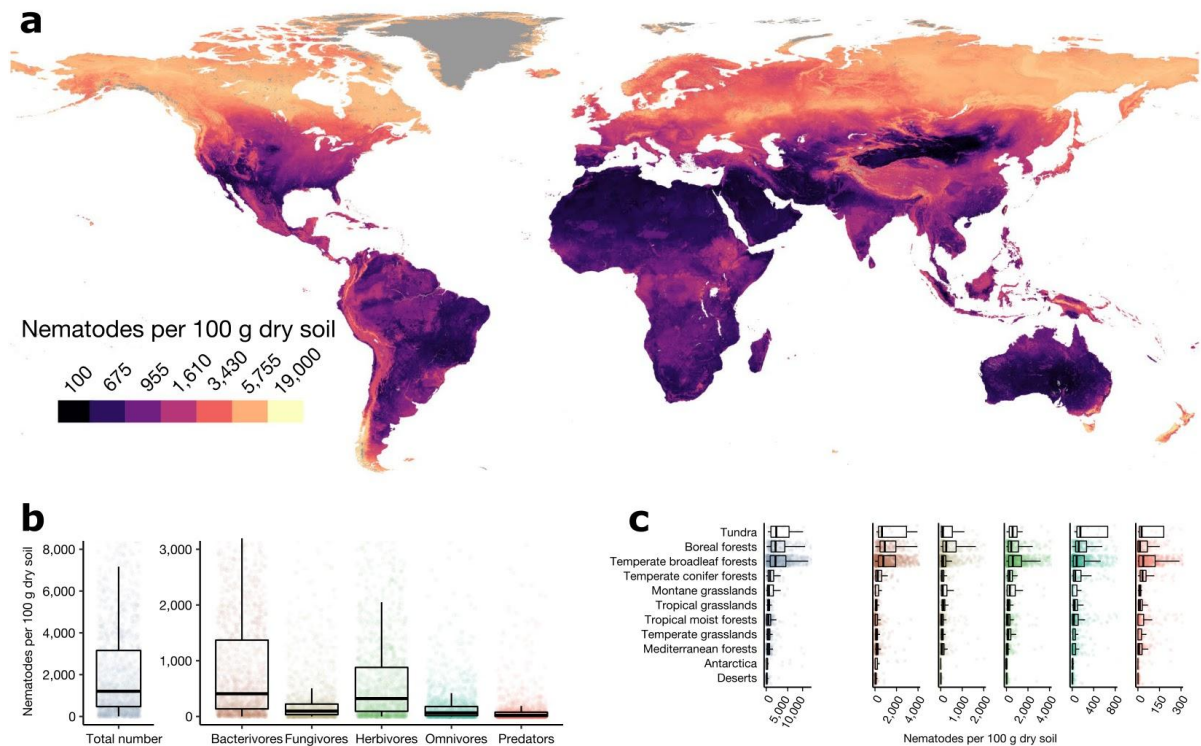 a
Nematodes per 100 g dry soil
100 675 955 1,610 3,430 5,755 19,000
b
Nematodes per 100 g dry soil
8,000
6,000
4,000
2,000
0
3,000
2,000
1,000
0
Total number Bacterivores Fungivores Herbivores Omnivores Predators
c
Tundra
Boreal forests
Temperate broadleaf forests
Temperate conifer forests
Montane grasslands
Tropical grasslands
Tropical moist forests
Temperate grasslands
Mediterranean forests
Antarctica
Deserts
5,000 10,000 0 2,000 4,000 0 1,000 2,000 0 2,000 4,000 0 400 800 0 150 300
Nematodes per 100 g dry soil